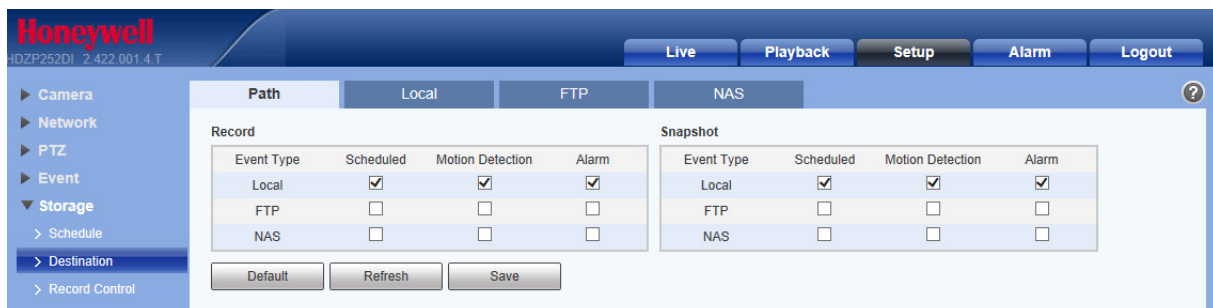 Honeywell
HDZP252DI 2.422.001.4.T
Live Playback Setup Alarm Logout
Camera
Network
PTZ
Event
Storage
Schedule
Destination
Record Control
Path Local FTP NAS
?
Record
Event Type Scheduled Motion Detection Alarm
Local
FTP
NAS
Snapshot
Event Type Scheduled Motion Detection Alarm
Local
FTP
NAS
Default Refresh Save